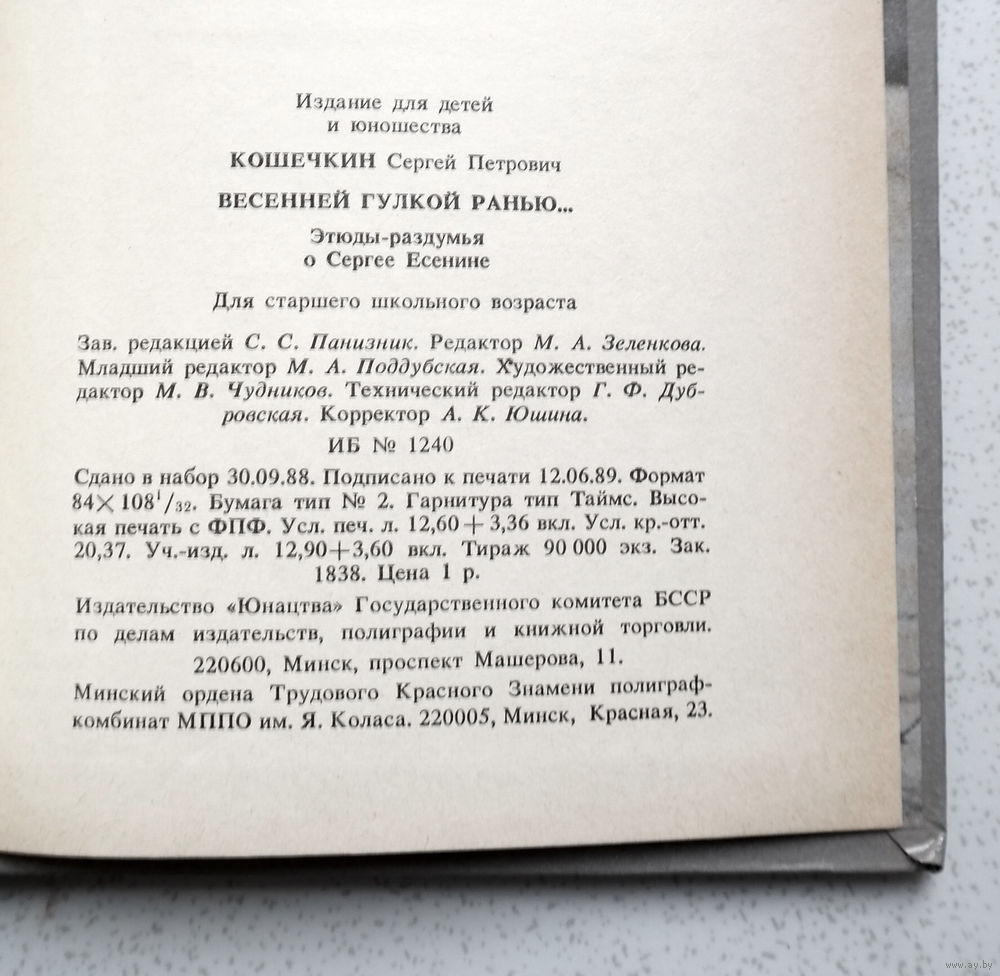 Издание для детей
и юношества
КОШЕЧКИН Сергей Петрович
ВЕСЕННЕЙ ГУЛКОЙ РАНЬЮ...
Этюды-раздумья
о Сергее Есенине
Для старшего школьного возраста
Зав. редакцией С. С. Панизник. Редактор М. А. Зеленкова.
Младший редактор М. А. Поддубская. Художественный ре-
дактор М. В. Чудников. Технический редактор Г. Ф. Дуб-
ровская. Корректор А. К. Юшина.
ИБ № 1240
Сдано в набор 30.09.88. Подписано к печати 12.06.89. Формат
84×108¹/₃₂. Бумага тип № 2. Гарнитура тип Таймс. Высо-
кая печать с ФПФ. Усл. печ. л. 12,60+3,36 вкл. Усл. кр.-отт.
20,37. Уч.-изд. л. 12,90+3,60 вкл. Тираж 90 000 экз. Зак.
1838. Цена 1 р.
Издательство «Юнацтва» Государственного комитета БССР
по делам издательств, полиграфии и книжной торговли.
220600, Минск, проспект Машерова, 11.
Минский ордена Трудового Красного Знамени полиграф-
комбинат МППО им. Я. Коласа. 220005, Минск, Красная, 23.
www.ay.by